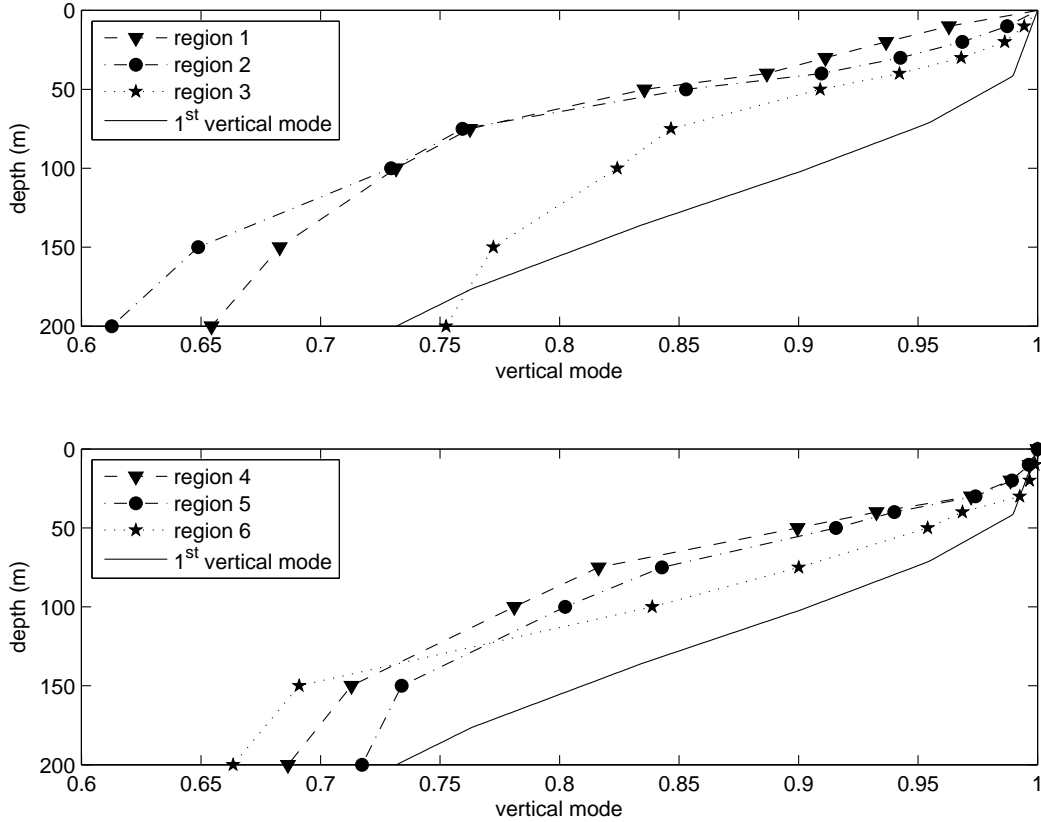 0
50
100
150
200
depth (m)
region 1
region 2
region 3
1st vertical mode
0.6 0.65 0.7 0.75 0.8 0.85 0.9 0.95 1
vertical mode
0
50
100
150
200
depth (m)
region 4
region 5
region 6
1st vertical mode
0.6 0.65 0.7 0.75 0.8 0.85 0.9 0.95 1
vertical mode